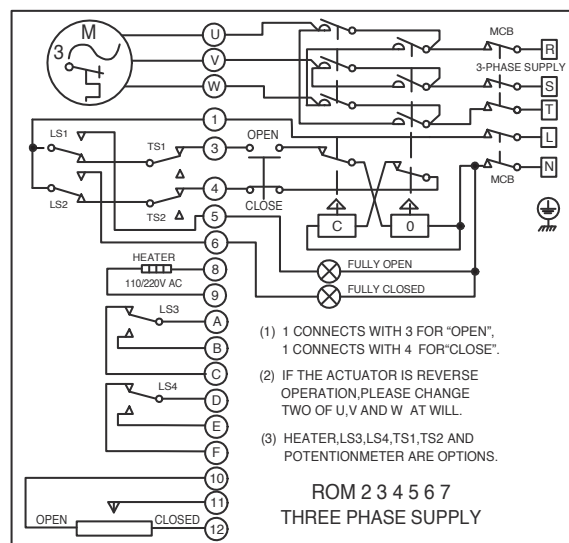 M
3
U
V
W
MCB
R
3-PHASE SUPPLY
S
T
L
N
MCB
1
LS1
TS1
3
OPEN
LS2
TS2
4
CLOSE
5
C
0
6
FULLY OPEN
HEATER
8
110/220V AC
9
FULLY CLOSED
LS3
A
B
C
LS4
D
E
F
10
11
OPEN
CLOSED
12
(1) 1 CONNECTS WITH 3 FOR "OPEN",
1 CONNECTS WITH 4 FOR"CLOSE".
(2) IF THE ACTUATOR IS REVERSE
OPERATION,PLEASE CHANGE
TWO OF U,V AND W AT WILL.
(3) HEATER,LS3,LS4,TS1,TS2 AND
POTENTIONMETER ARE OPTIONS.
ROM 2 3 4 5 6 7
THREE PHASE SUPPLY